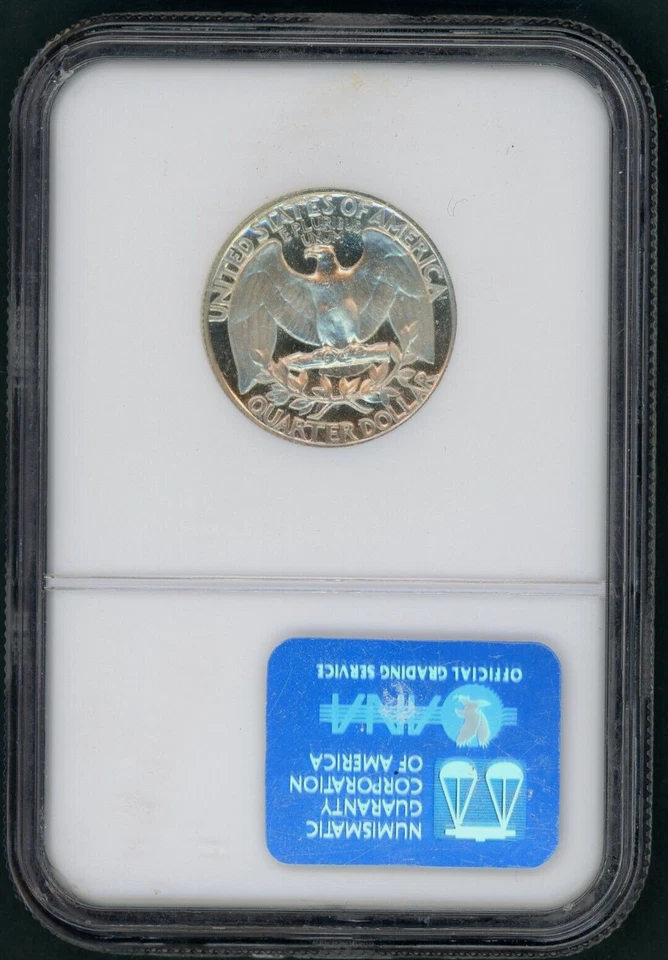 UNITED STATES OF AMERICA
E PLURIBUS
UNUM
QUARTER DOLLAR
NUMISMATIC
GUARANTY
CORPORATION
OF AMERICA
ANA
OFFICIAL GRADING SERVICE